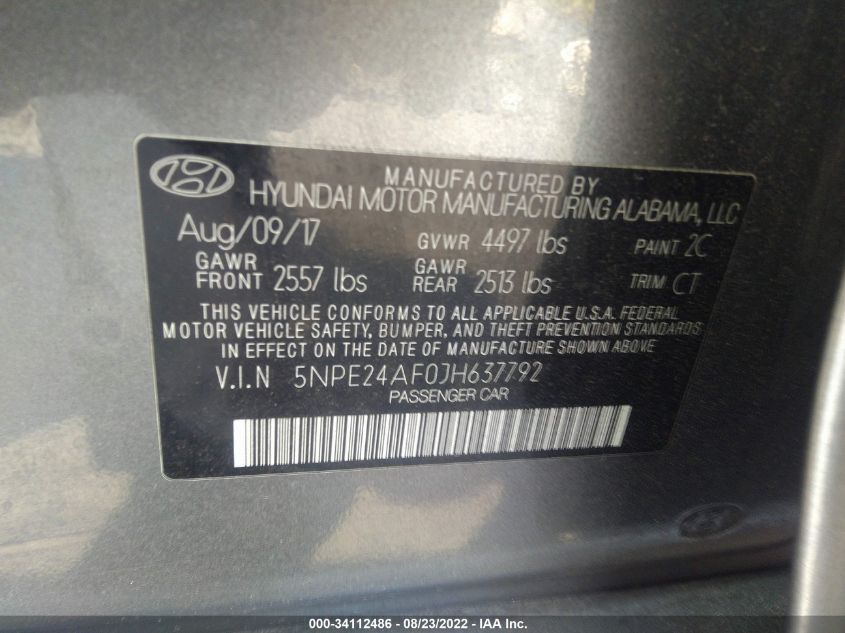 MANUFACTURED BY
HYUNDAI MOTOR MANUFACTURING ALABAMA, LLC
Aug/09/17 GVWR 4497 lbs PAINT 2C
GAWR FRONT 2557 lbs GAWR REAR 2513 lbs TRIM CT
THIS VEHICLE CONFORMS TO ALL APPLICABLE U.S.A. FEDERAL
MOTOR VEHICLE SAFETY, BUMPER, AND THEFT PREVENTION STANDARDS
IN EFFECT ON THE DATE OF MANUFACTURE SHOWN ABOVE
V.I.N 5NPE24AF0JH637792
PASSENGER CAR
000-34112486 - 08/23/2022 - IAA Inc.